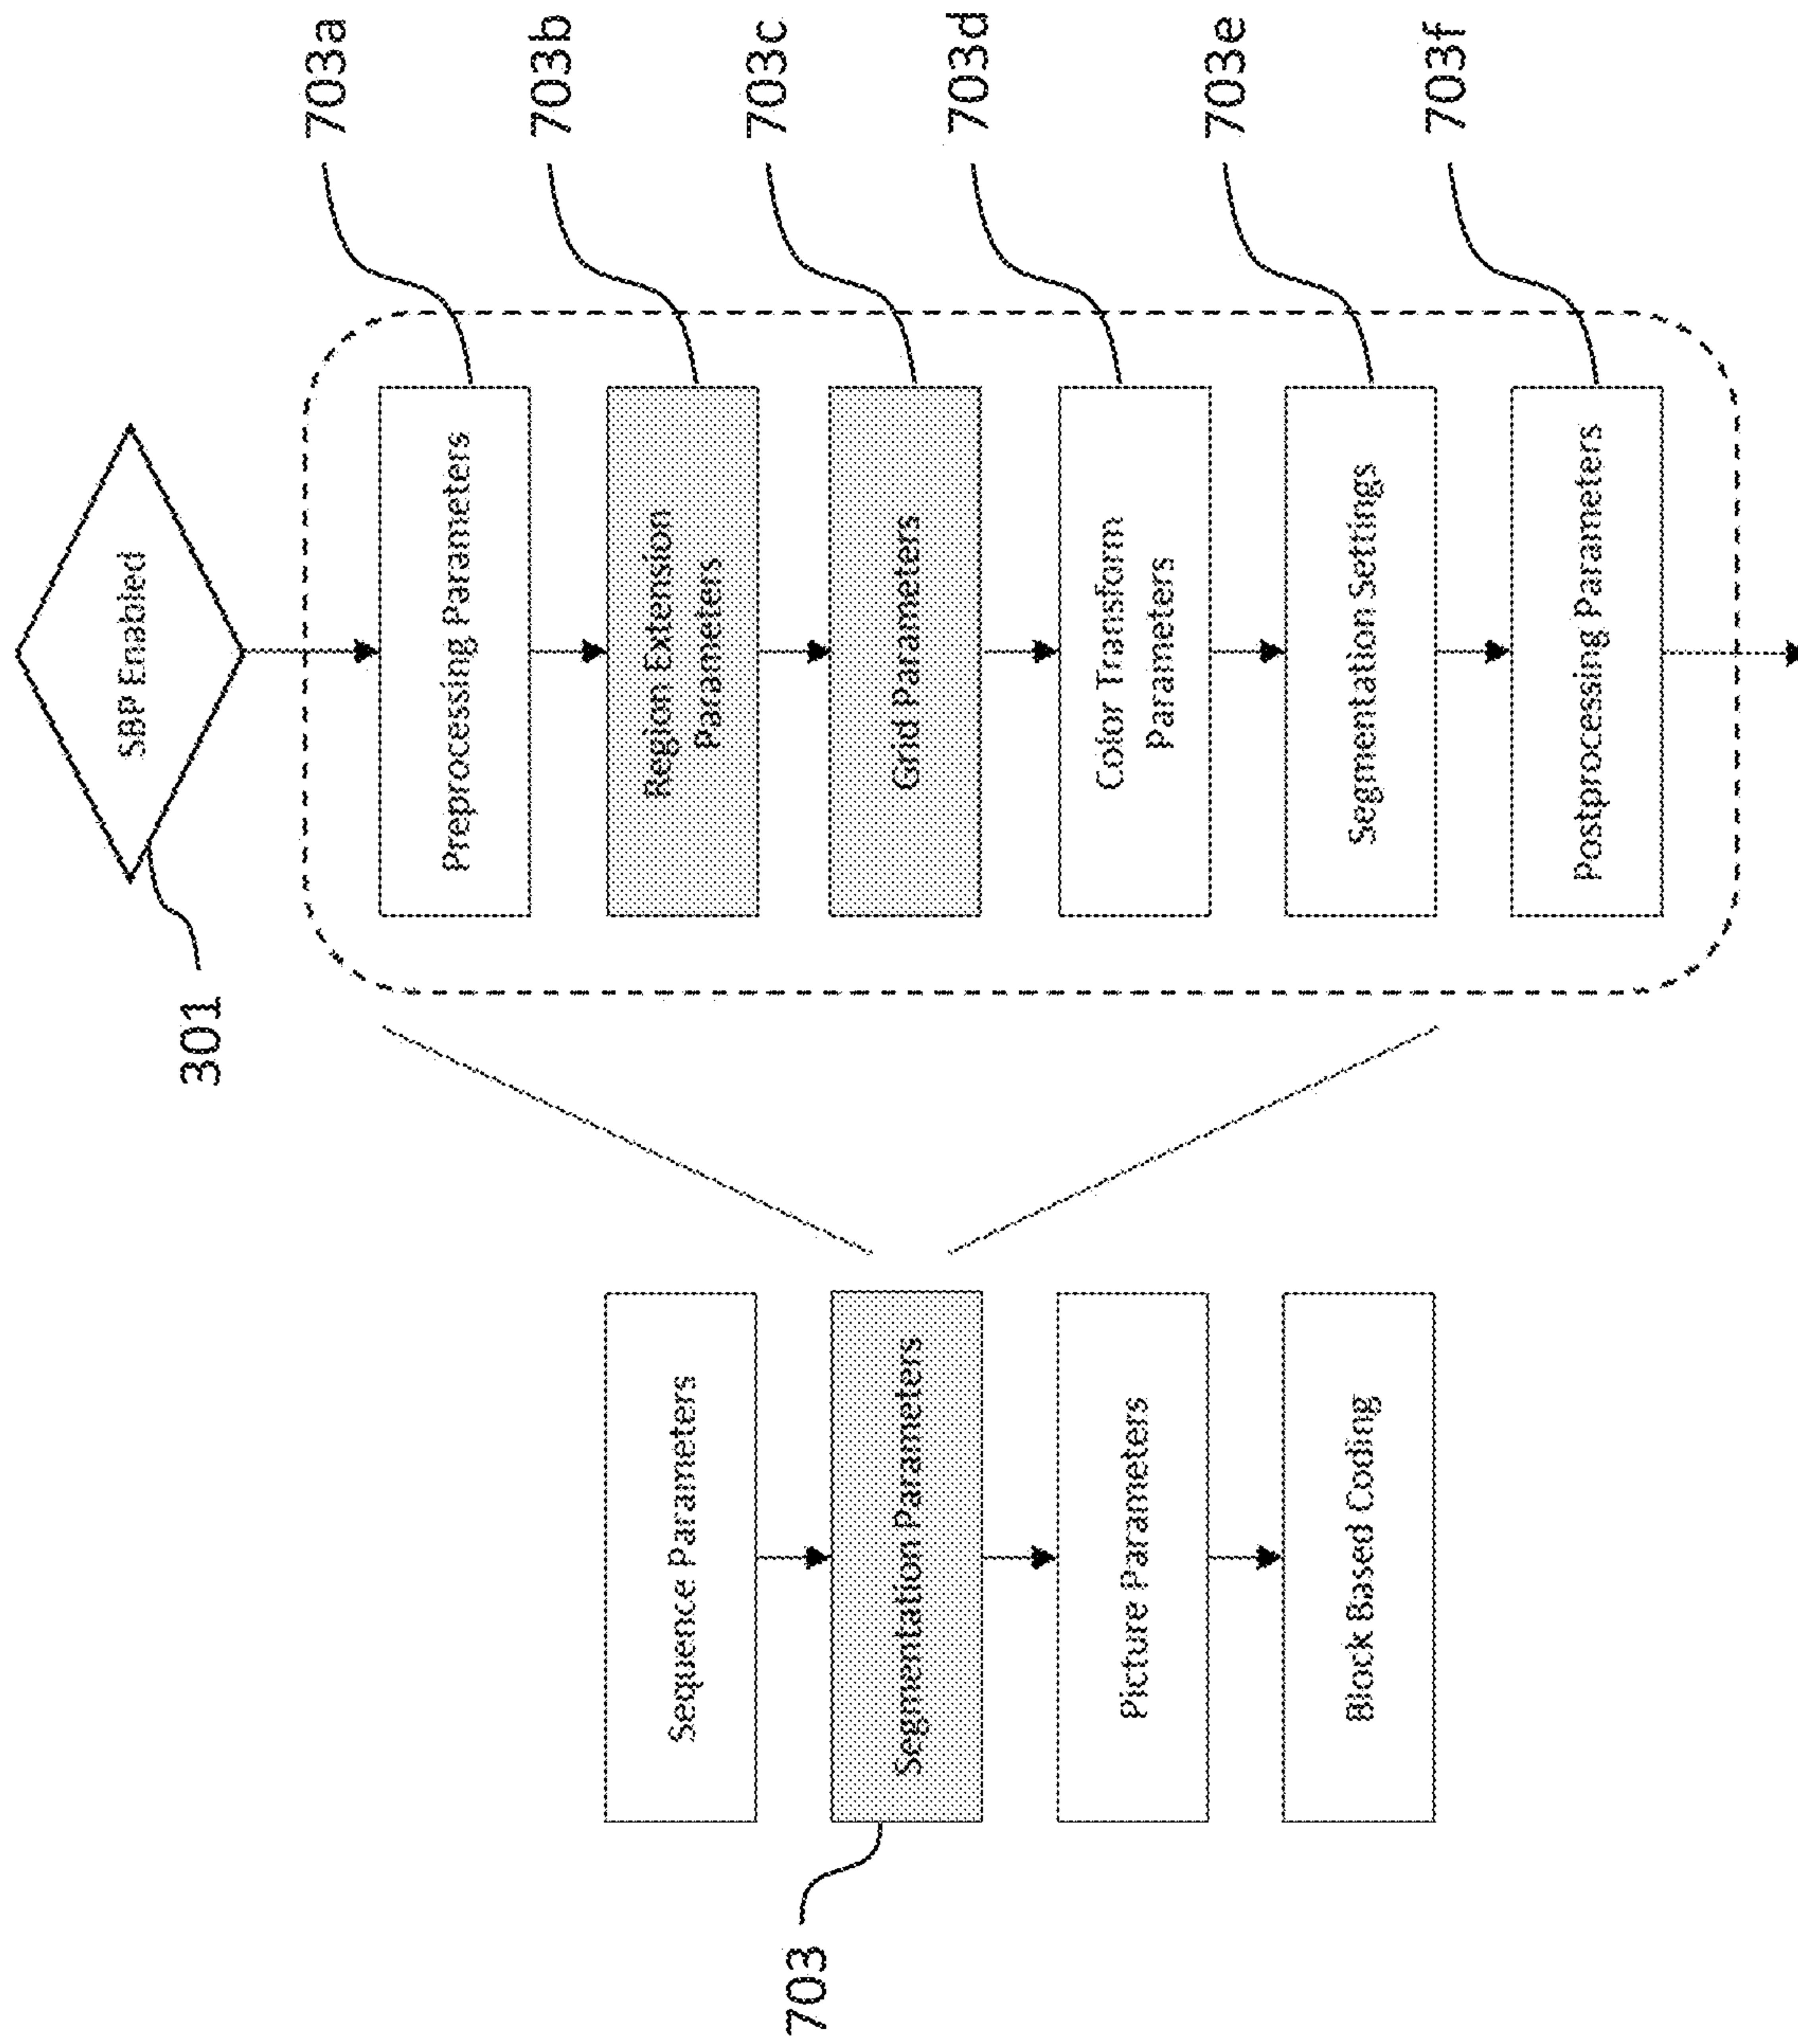 703
Sequence Parameters
Segmentation Parameters
Picture Parameters
Block Based Coding
301
SBP Enabled
Preprocessing Parameters
703a
Region Extension
Parameters
703b
Grid Parameters
703c
Color Transform
Parameters
703d
Segmentation Settings
703e
Postprocessing Parameters
703f